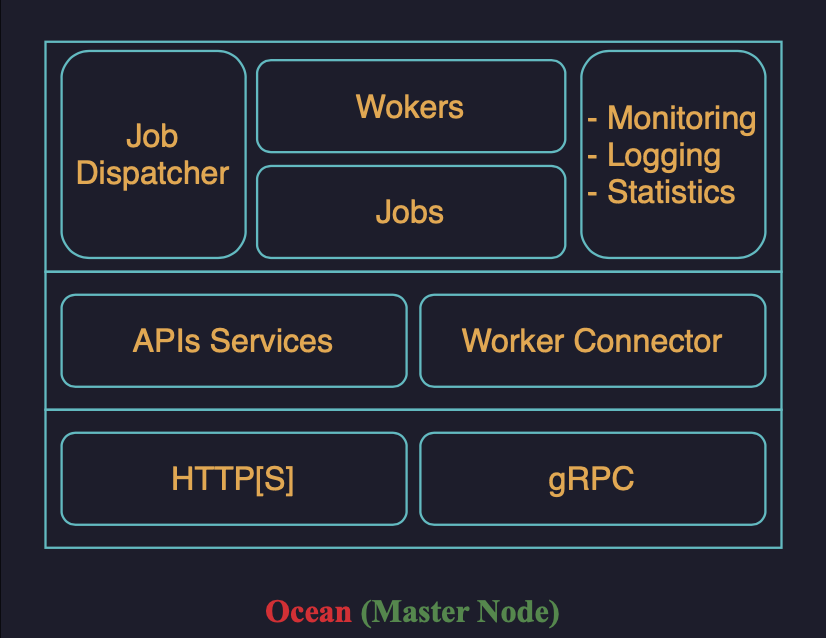 Job
Dispatcher
Wokers
Jobs
- Monitoring
- Logging
- Statistics
APIs Services
Worker Connector
HTTP[S]
gRPC
Ocean (Master Node)